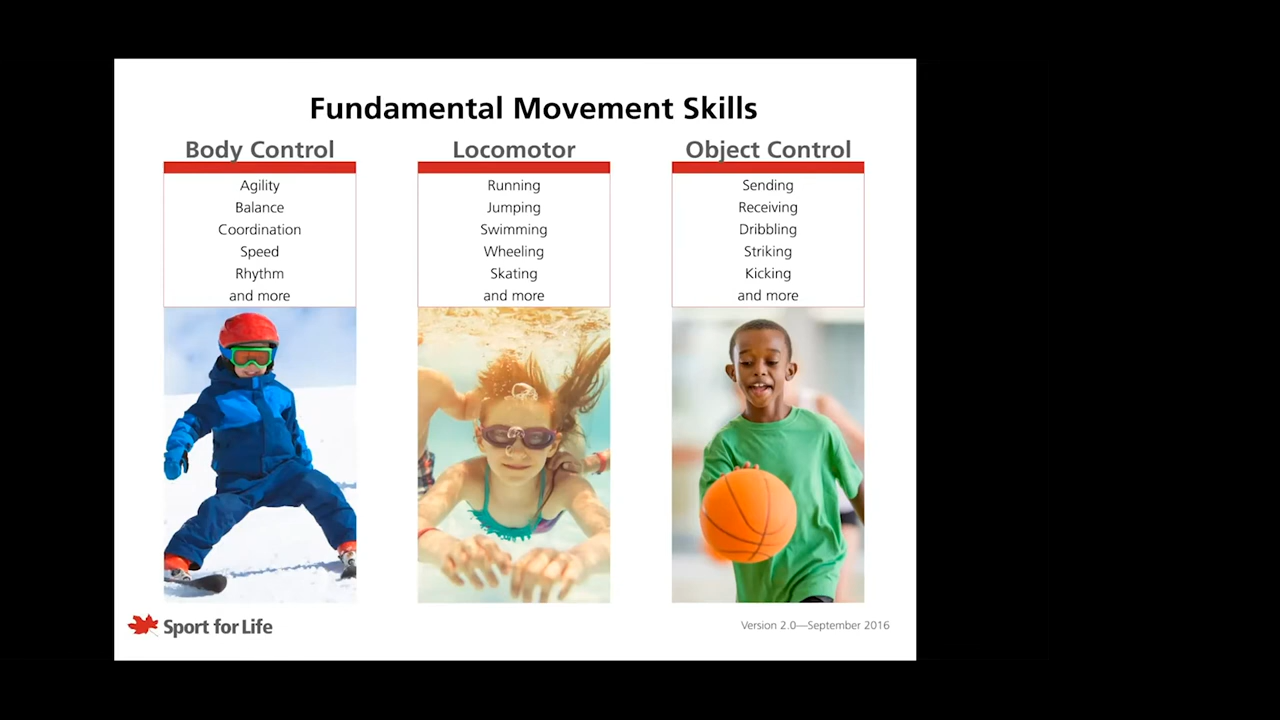 Fundamental Movement Skills
Body Control
Agility
Balance
Coordination
Speed
Rhythm
and more
Locomotor
Running
Jumping
Swimming
Wheeling
Skating
and more
Object Control
Sending
Receiving
Dribbling
Striking
Kicking
and more
Sport for Life
Version 2.0—September 2016